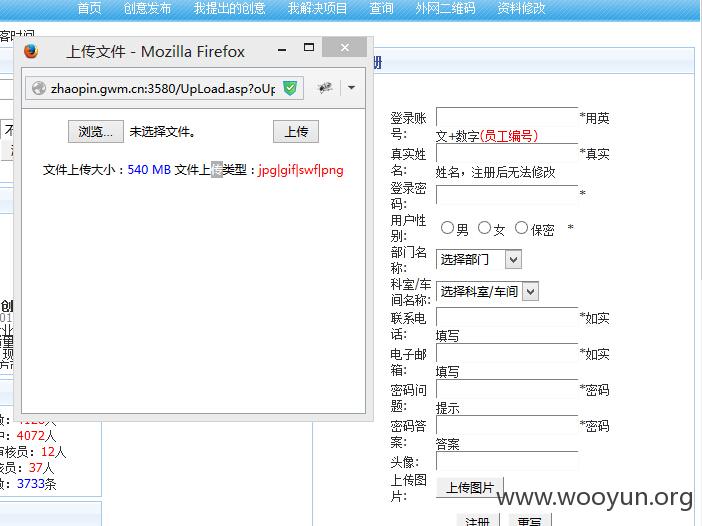 首页 创意发布 我提出的创意 我解决项目 查询 外网二维码 资料修改
客时间
上传文件 - Mozilla Firefox
册
zhaopin.gwm.cn:3580/UpLoad.asp?oUp
浏览... 未选择文件。 上传
文件上传大小：540 MB 文件上传类型：jpg|gif|swf|png
登录账号: *用英文+数字(员工编号)
真实姓名: *真实姓名，注册后无法修改
登录密码: *
用户性别: 男 女 保密 *
部门名称: 选择部门
科室/车间名称: 选择科室/车间
联系电话: *如实填写
电子邮箱: *如实填写
密码问题: *密码提示
密码答案: *密码答案
头像:
上传图片: 上传图片
注册 重写
创
4072人
审核员：12人
核员：37人
3733条
www.wooyun.org